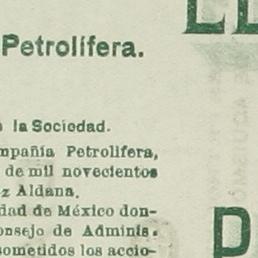 Petrolífera.
la Sociedad.
mpañía Petrolífera,
de mil novecientos
z Aldana.
dad de México don-
onsejo de Adminis-
sometidos los accio-